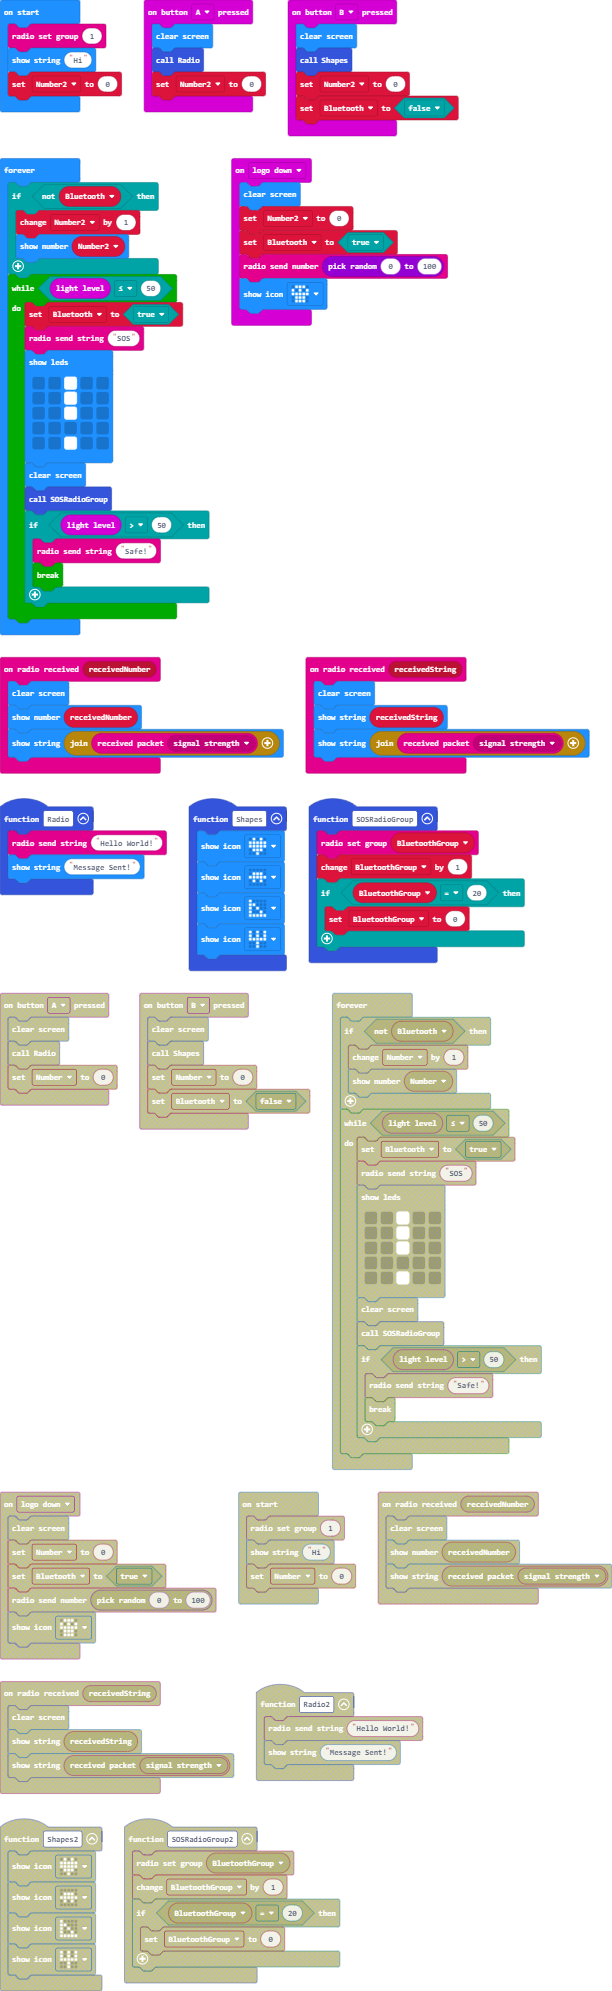 on start
radio set group 1
show string "Hi"
set Number2 to 0
on button A pressed
clear screen
call Radio
set Number2 to 0
on button B pressed
clear screen
call Shapes
set Number2 to 0
set Bluetooth to false
forever
if not Bluetooth then
change Number2 by 1
show number Number2
while light level ≤ 50
do set Bluetooth to true
radio send string "SOS"
show leds
clear screen
call SOSRadioGroup
if light level > 50 then
radio send string "Safe!"
break
on logo down
clear screen
set Number2 to 0
set Bluetooth to true
radio send number pick random 0 to 100
show icon
on radio received receivedNumber
clear screen
show number receivedNumber
show string join received packet signal strength
on radio received receivedString
clear screen
show string receivedString
show string join received packet signal strength
function Radio
radio send string "Hello World!"
show string "Message Sent!"
function Shapes
show icon
show icon
show icon
show icon
function SOSRadioGroup
radio set group BluetoothGroup
change BluetoothGroup by 1
if BluetoothGroup = 20 then
set BluetoothGroup to 0
on button A pressed
clear screen
call Radio
set Number to 0
on button B pressed
clear screen
call Shapes
set Number to 0
set Bluetooth to false
forever
if not Bluetooth then
change Number by 1
show number Number
while light level ≤ 50
do set Bluetooth to true
radio send string "SOS"
show leds
clear screen
call SOSRadioGroup
if light level > 50 then
radio send string "Safe!"
break
on logo down
clear screen
set Number to 0
set Bluetooth to true
radio send number pick random 0 to 100
show icon
on start
radio set group 1
show string "Hi"
set Number to 0
on radio received receivedNumber
clear screen
show number receivedNumber
show string received packet signal strength
on radio received receivedString
clear screen
show string receivedString
show string received packet signal strength
function Radio2
radio send string "Hello World!"
show string "Message Sent!"
function Shapes2
show icon
show icon
show icon
show icon
function SOSRadioGroup2
radio set group BluetoothGroup
change BluetoothGroup by 1
if BluetoothGroup = 20 then
set BluetoothGroup to 0